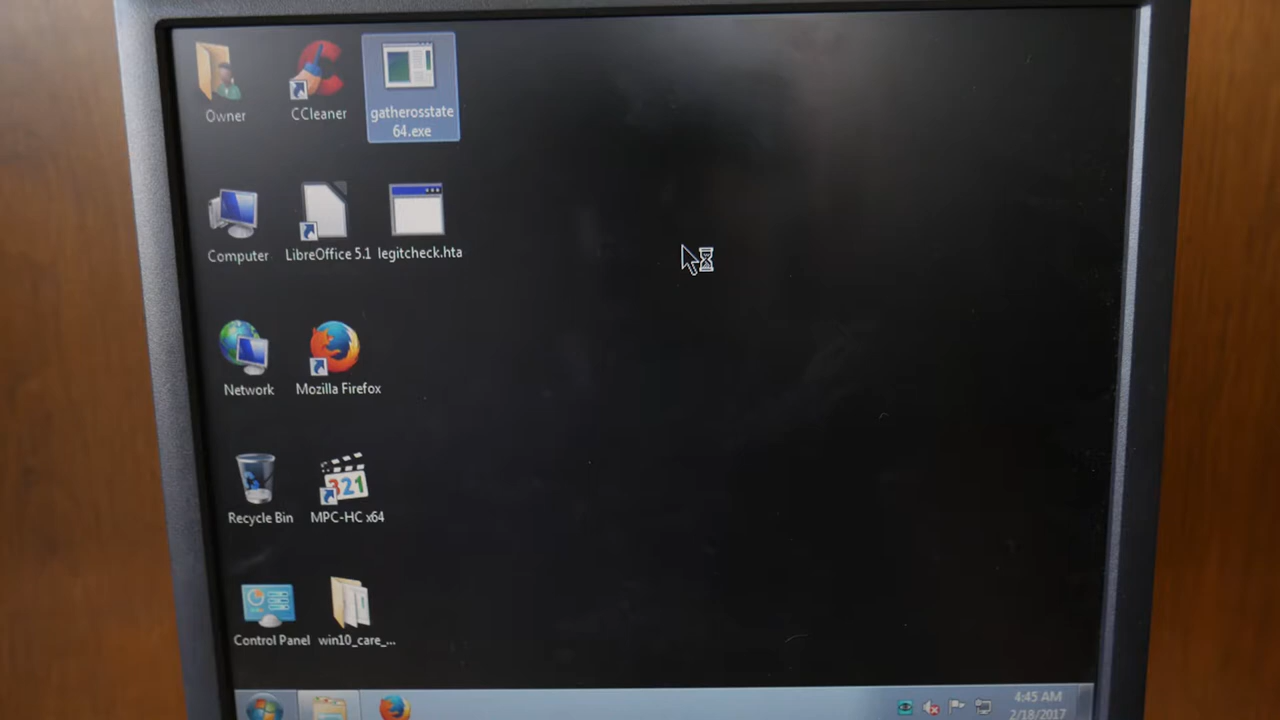 Owner
CCleaner
gatherosstate
64.exe
Computer
LibreOffice 5.1
legitcheck.hta
Network
Mozilla Firefox
Recycle Bin
321
MPC-HC x64
Control Panel
win10_care_...
4:45 AM
2/18/2017